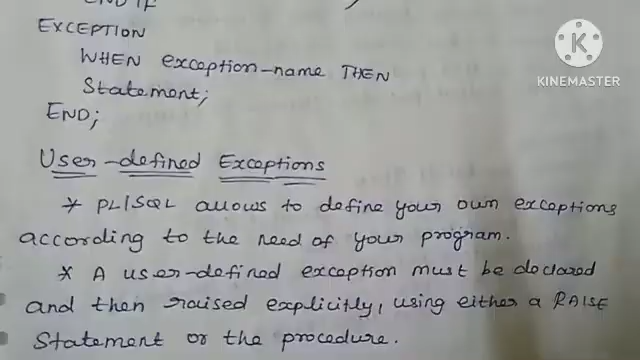 END IF
EXCEPTION
WHEN exception-name THEN
Statement;
END;
User-defined Exceptions
* PL/SQL allows to define your own exceptions
according to the need of your program.
* A user-defined exception must be declared
and then raised explicitly, using either a RAISE
Statement or the procedure.
K
KINEMASTER